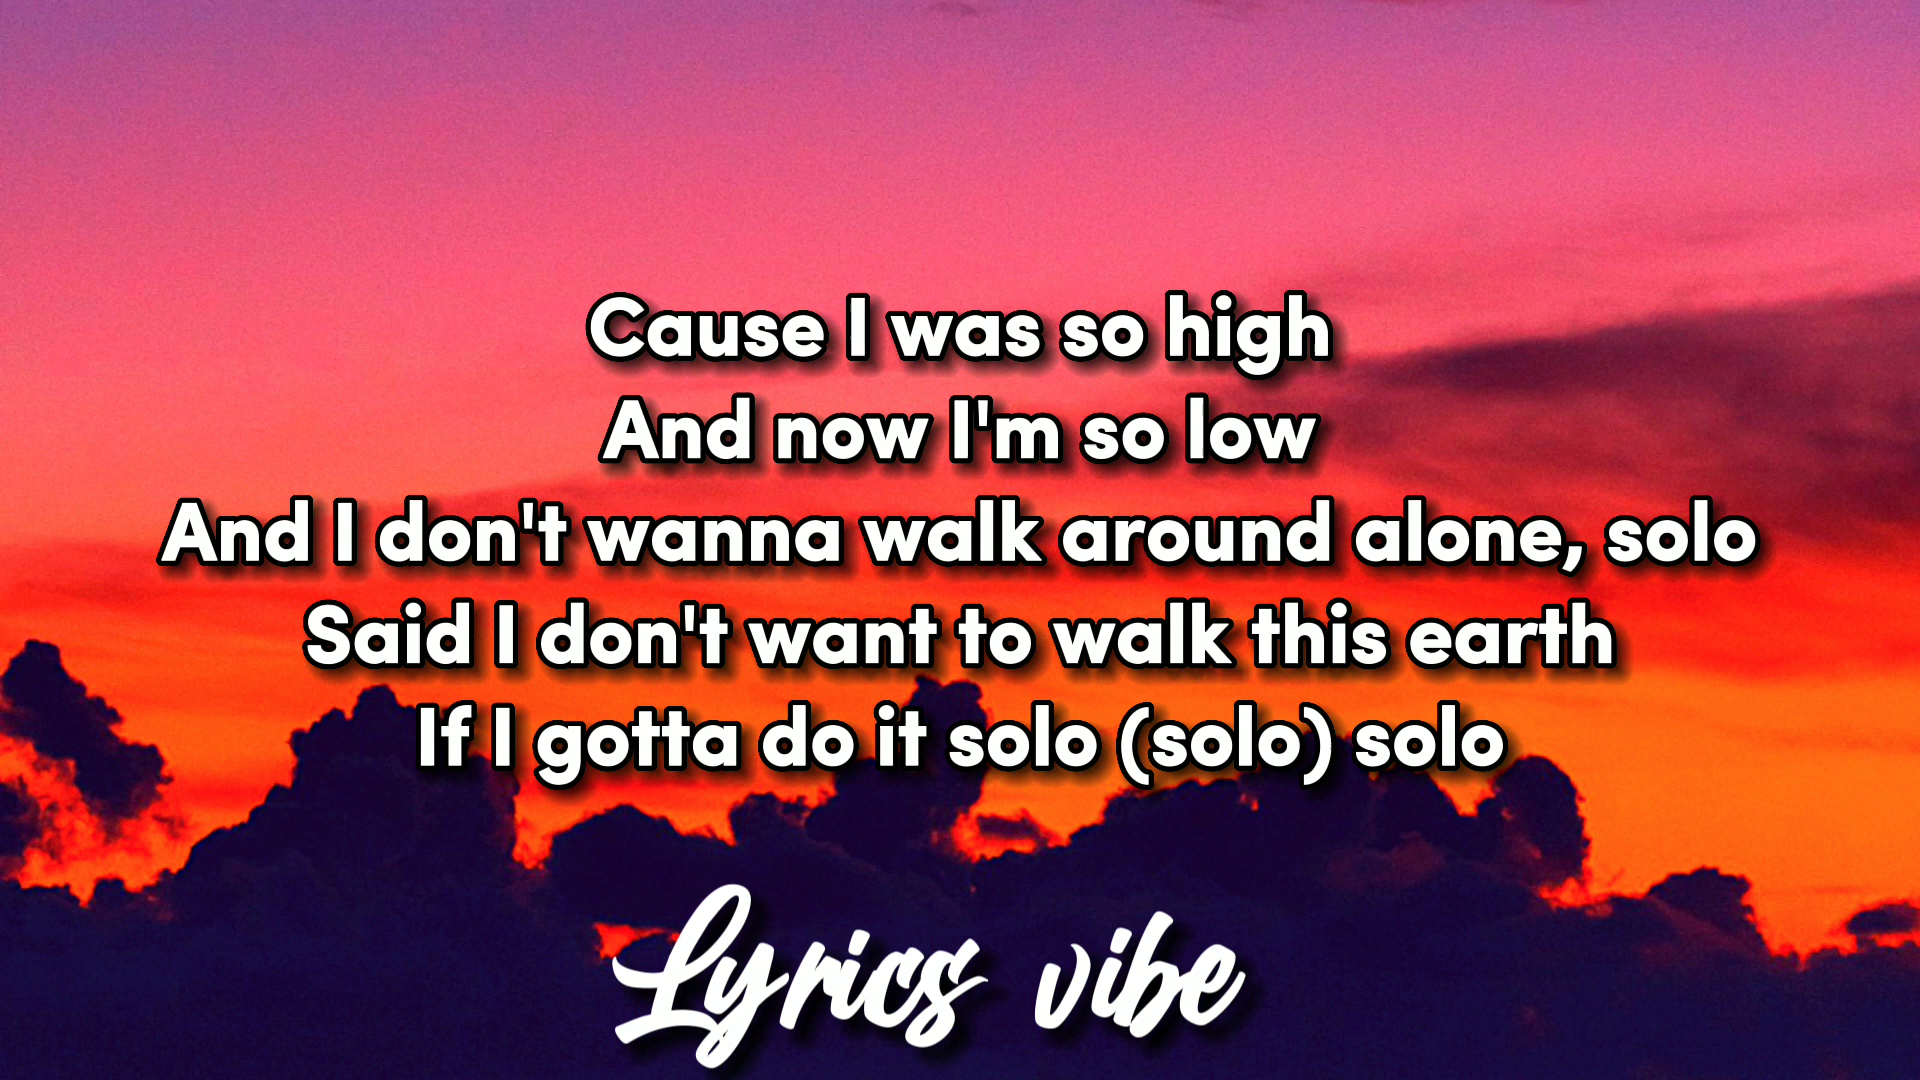 Cause I was so high
And now I'm so low
And I don't wanna walk around alone, solo
Said I don't want to walk this earth
If I gotta do it solo (solo) solo
Lyrics vibe